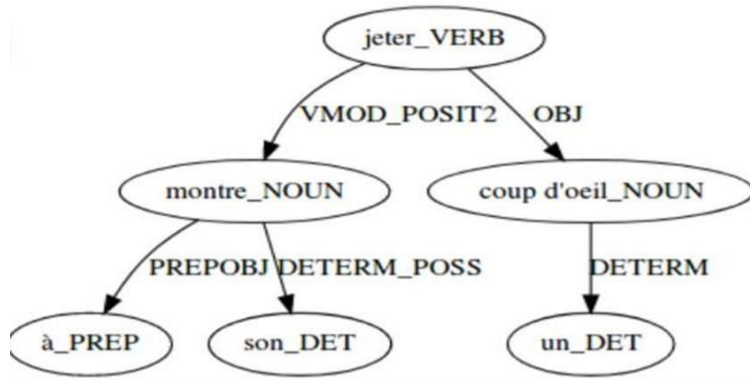 jeter_VERB
VMOD_POSIT2 OBJ
montre_NOUN coup d'oeil_NOUN
PREPOBJ DETERM_POSS DETERM
à_PREP son_DET un_DET